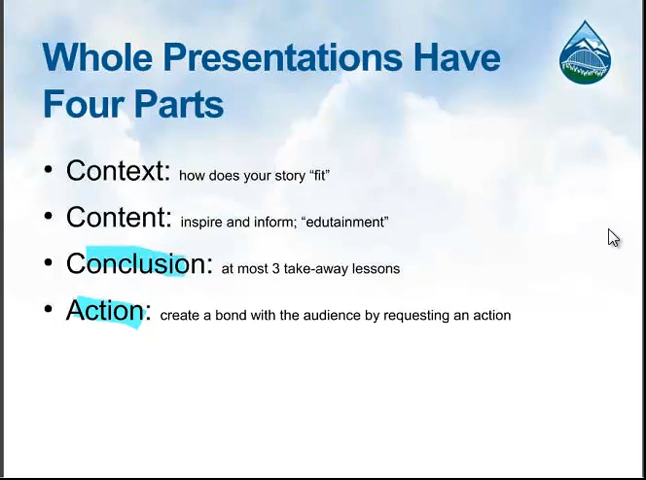 Whole Presentations Have
Four Parts
• Context: how does your story “fit”
• Content: inspire and inform; “edutainment”
• Conclusion: at most 3 take-away lessons
• Action: create a bond with the audience by requesting an action